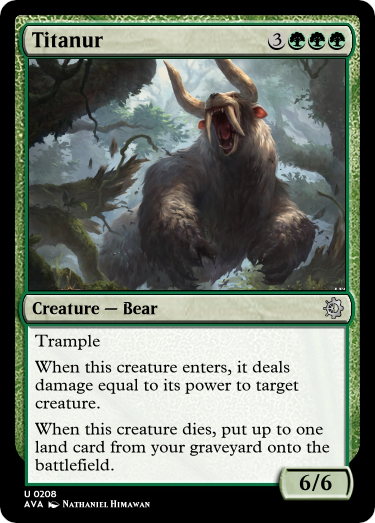 Titanur 3
Creature — Bear
Trample
When this creature enters, it deals
damage equal to its power to target
creature.
When this creature dies, put up to one
land card from your graveyard onto the
battlefield.
6/6
U 0208
AVA Nathaniel Himawan